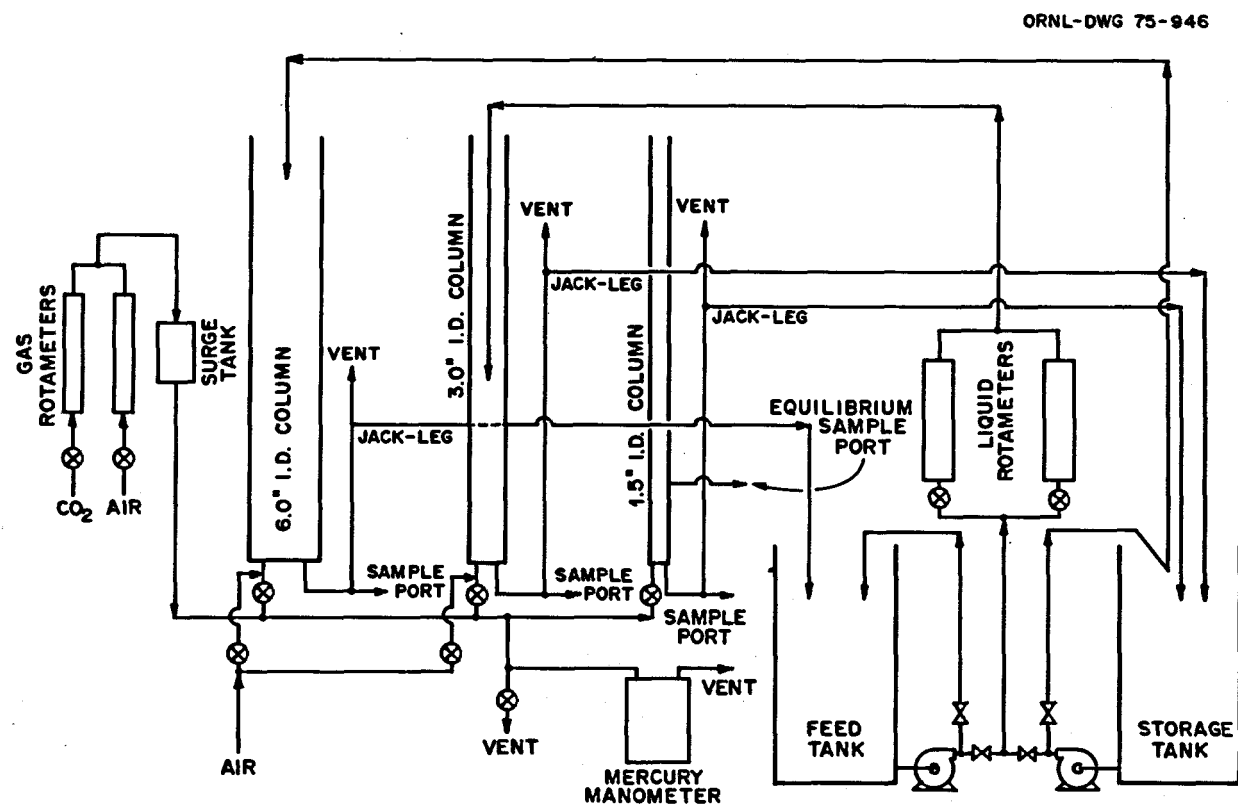 ORNL-DWG 75-946
VENT
VENT
3.0" I.D. COLUMN
JACK-LEG
GAS
ROTAMETERS
SURGE
TANK
JACK-LEG
VENT
6.0" I.D. COLUMN
1.5" I.D. COLUMN
LIQUID
ROTAMETERS
EQUILIBRIUM
SAMPLE
PORT
JACK-LEG
CO2 AIR
SAMPLE
PORT
SAMPLE
PORT
SAMPLE
PORT
VENT
FEED
TANK
STORAGE
TANK
VENT
AIR
MERCURY
MANOMETER